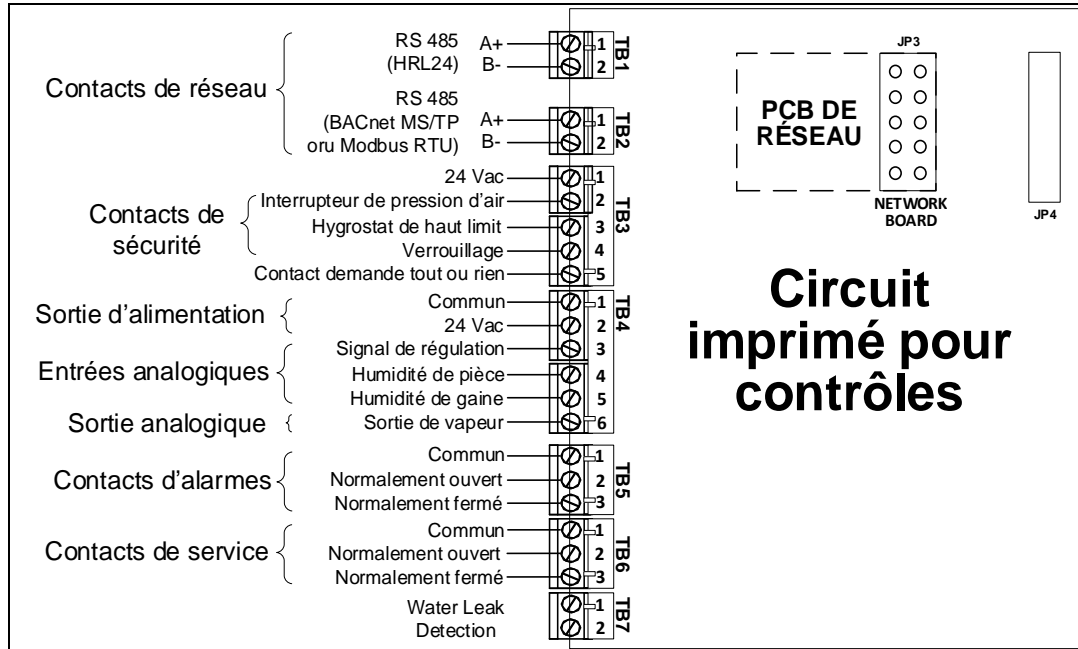 Contacts de réseau
RS 485
(HRL24)
A+
B-
1
2
TB1
RS 485
(BACnet MS/TP
oru Modbus RTU)
A+
B-
1
2
TB2
Contacts de
sécurité
24 Vac
Interrupteur de pression d'air
Hygrostat de haut limit
Verrouillage
Contact demande tout ou rien
1
2
3
4
5
TB3
Sortie d'alimentation
Entrées analogiques
Sortie analogique
Commun
24 Vac
Signal de régulation
Humidité de pièce
Humidité de gaine
Sortie de vapeur
1
2
3
4
5
6
TB4
Contacts d'alarmes
Commun
Normalement ouvert
Normalement fermé
1
2
3
TB5
Contacts de service
Commun
Normalement ouvert
Normalement fermé
1
2
3
TB6
Water Leak
Detection
1
2
TB7
JP3
PCB DE
RÉSEAU
NETWORK
BOARD
JP4
Circuit
imprimé pour
contrôles